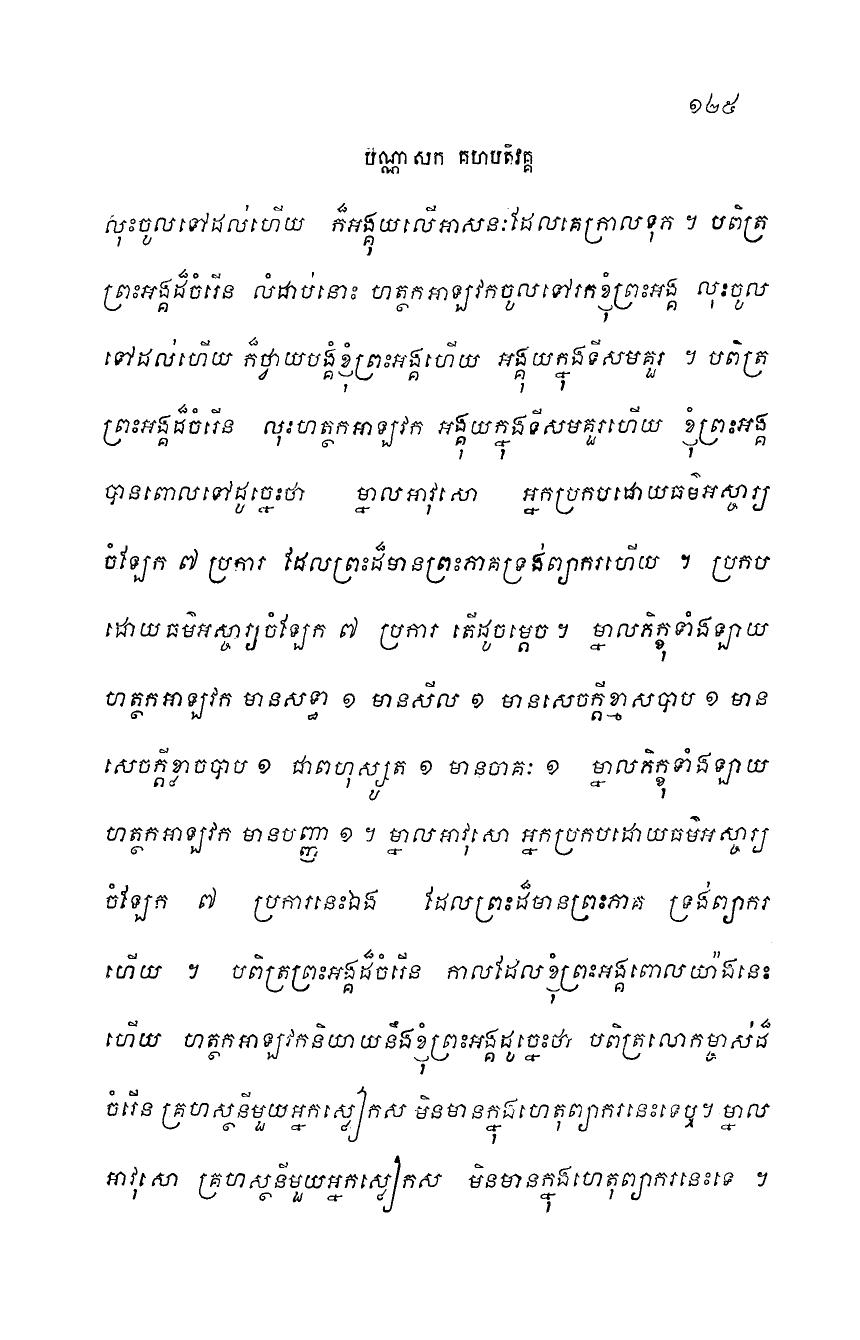 ១២៥
បណ្ណាសក គហបតិវគ្គ
លុះចូលទៅដល់ហើយ ក៏អង្គុយលើអាសនៈដែលគេក្រាលទុក ។ បពិត្រ
ព្រះអង្គដ៏ចំរើន លំដាប់នោះ ហត្ថកអាឡវកចូលទៅរកខ្ញុំព្រះអង្គ លុះចូល
ទៅដល់ហើយ ក៏ថ្វាយបង្គំខ្ញុំព្រះអង្គហើយ អង្គុយក្នុងទីសមគួរ ។ បពិត្រ
ព្រះអង្គដ៏ចំរើន លុះហត្ថកអាឡវក អង្គុយក្នុងទីសមគួរហើយ ខ្ញុំព្រះអង្គ
បានពោលទៅដូច្នេះថា ម្នាលអាវុសោ អ្នកប្រកបដោយធម៌អស្ចារ្យ
ចំឡែក ៧ ប្រការ ដែលព្រះដ៏មានព្រះភាគទ្រង់ព្យាករហើយ ។ ប្រកប
ដោយធម៌អស្ចារ្យចំឡែក ៧ ប្រការ តើដូចម្តេច ។ ម្នាលភិក្ខុទាំងឡាយ
ហត្ថកអាឡវក មានសទ្ធា ១ មានសីល ១ មានសេចក្តីខ្មាសបាប ១ មាន
សេចក្តីខ្លាចបាប ១ ជាពហុស្សូត ១ មានចាគៈ ១ ម្នាលភិក្ខុទាំងឡាយ
ហត្ថកអាឡវក មានបញ្ញា ១ ។ ម្នាលអាវុសោ អ្នកប្រកបដោយធម៌អស្ចារ្យ
ចំឡែក ៧ ប្រការនេះឯង ដែលព្រះដ៏មានព្រះភាគ ទ្រង់ព្យាករ
ហើយ ។ បពិត្រព្រះអង្គដ៏ចំរើន កាលដែលខ្ញុំព្រះអង្គពោលយ៉ាងនេះ
ហើយ ហត្ថកអាឡវកនិយាយនឹងខ្ញុំព្រះអង្គដូច្នេះថា បពិត្រលោកម្ចាស់ដ៏
ចំរើន គ្រហស្ថនីមួយអ្នកស្លៀកស មិនមានក្នុងហេតុព្យាករនេះទេឬ ។ ម្នាល
អាវុសោ គ្រហស្ថនីមួយអ្នកស្លៀកស មិនមានក្នុងហេតុព្យាករនេះទេ ។